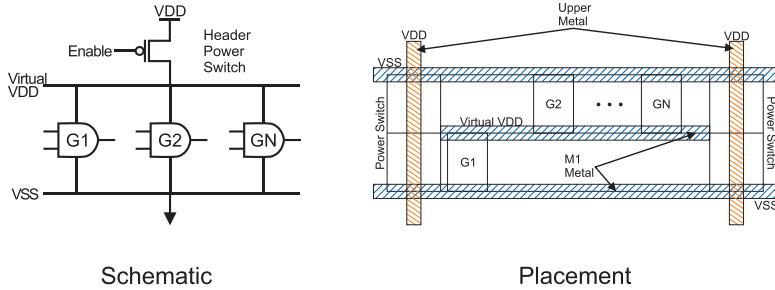 VDD
Header
Power
Switch
Enable
Virtual
VDD
G1
G2
GN
VSS
Schematic
Upper
Metal
VDD
VDD
VSS
Power Switch
G2
• • •
GN
Power Switch
Virtual VDD
G1
M1
Metal
VSS
Placement